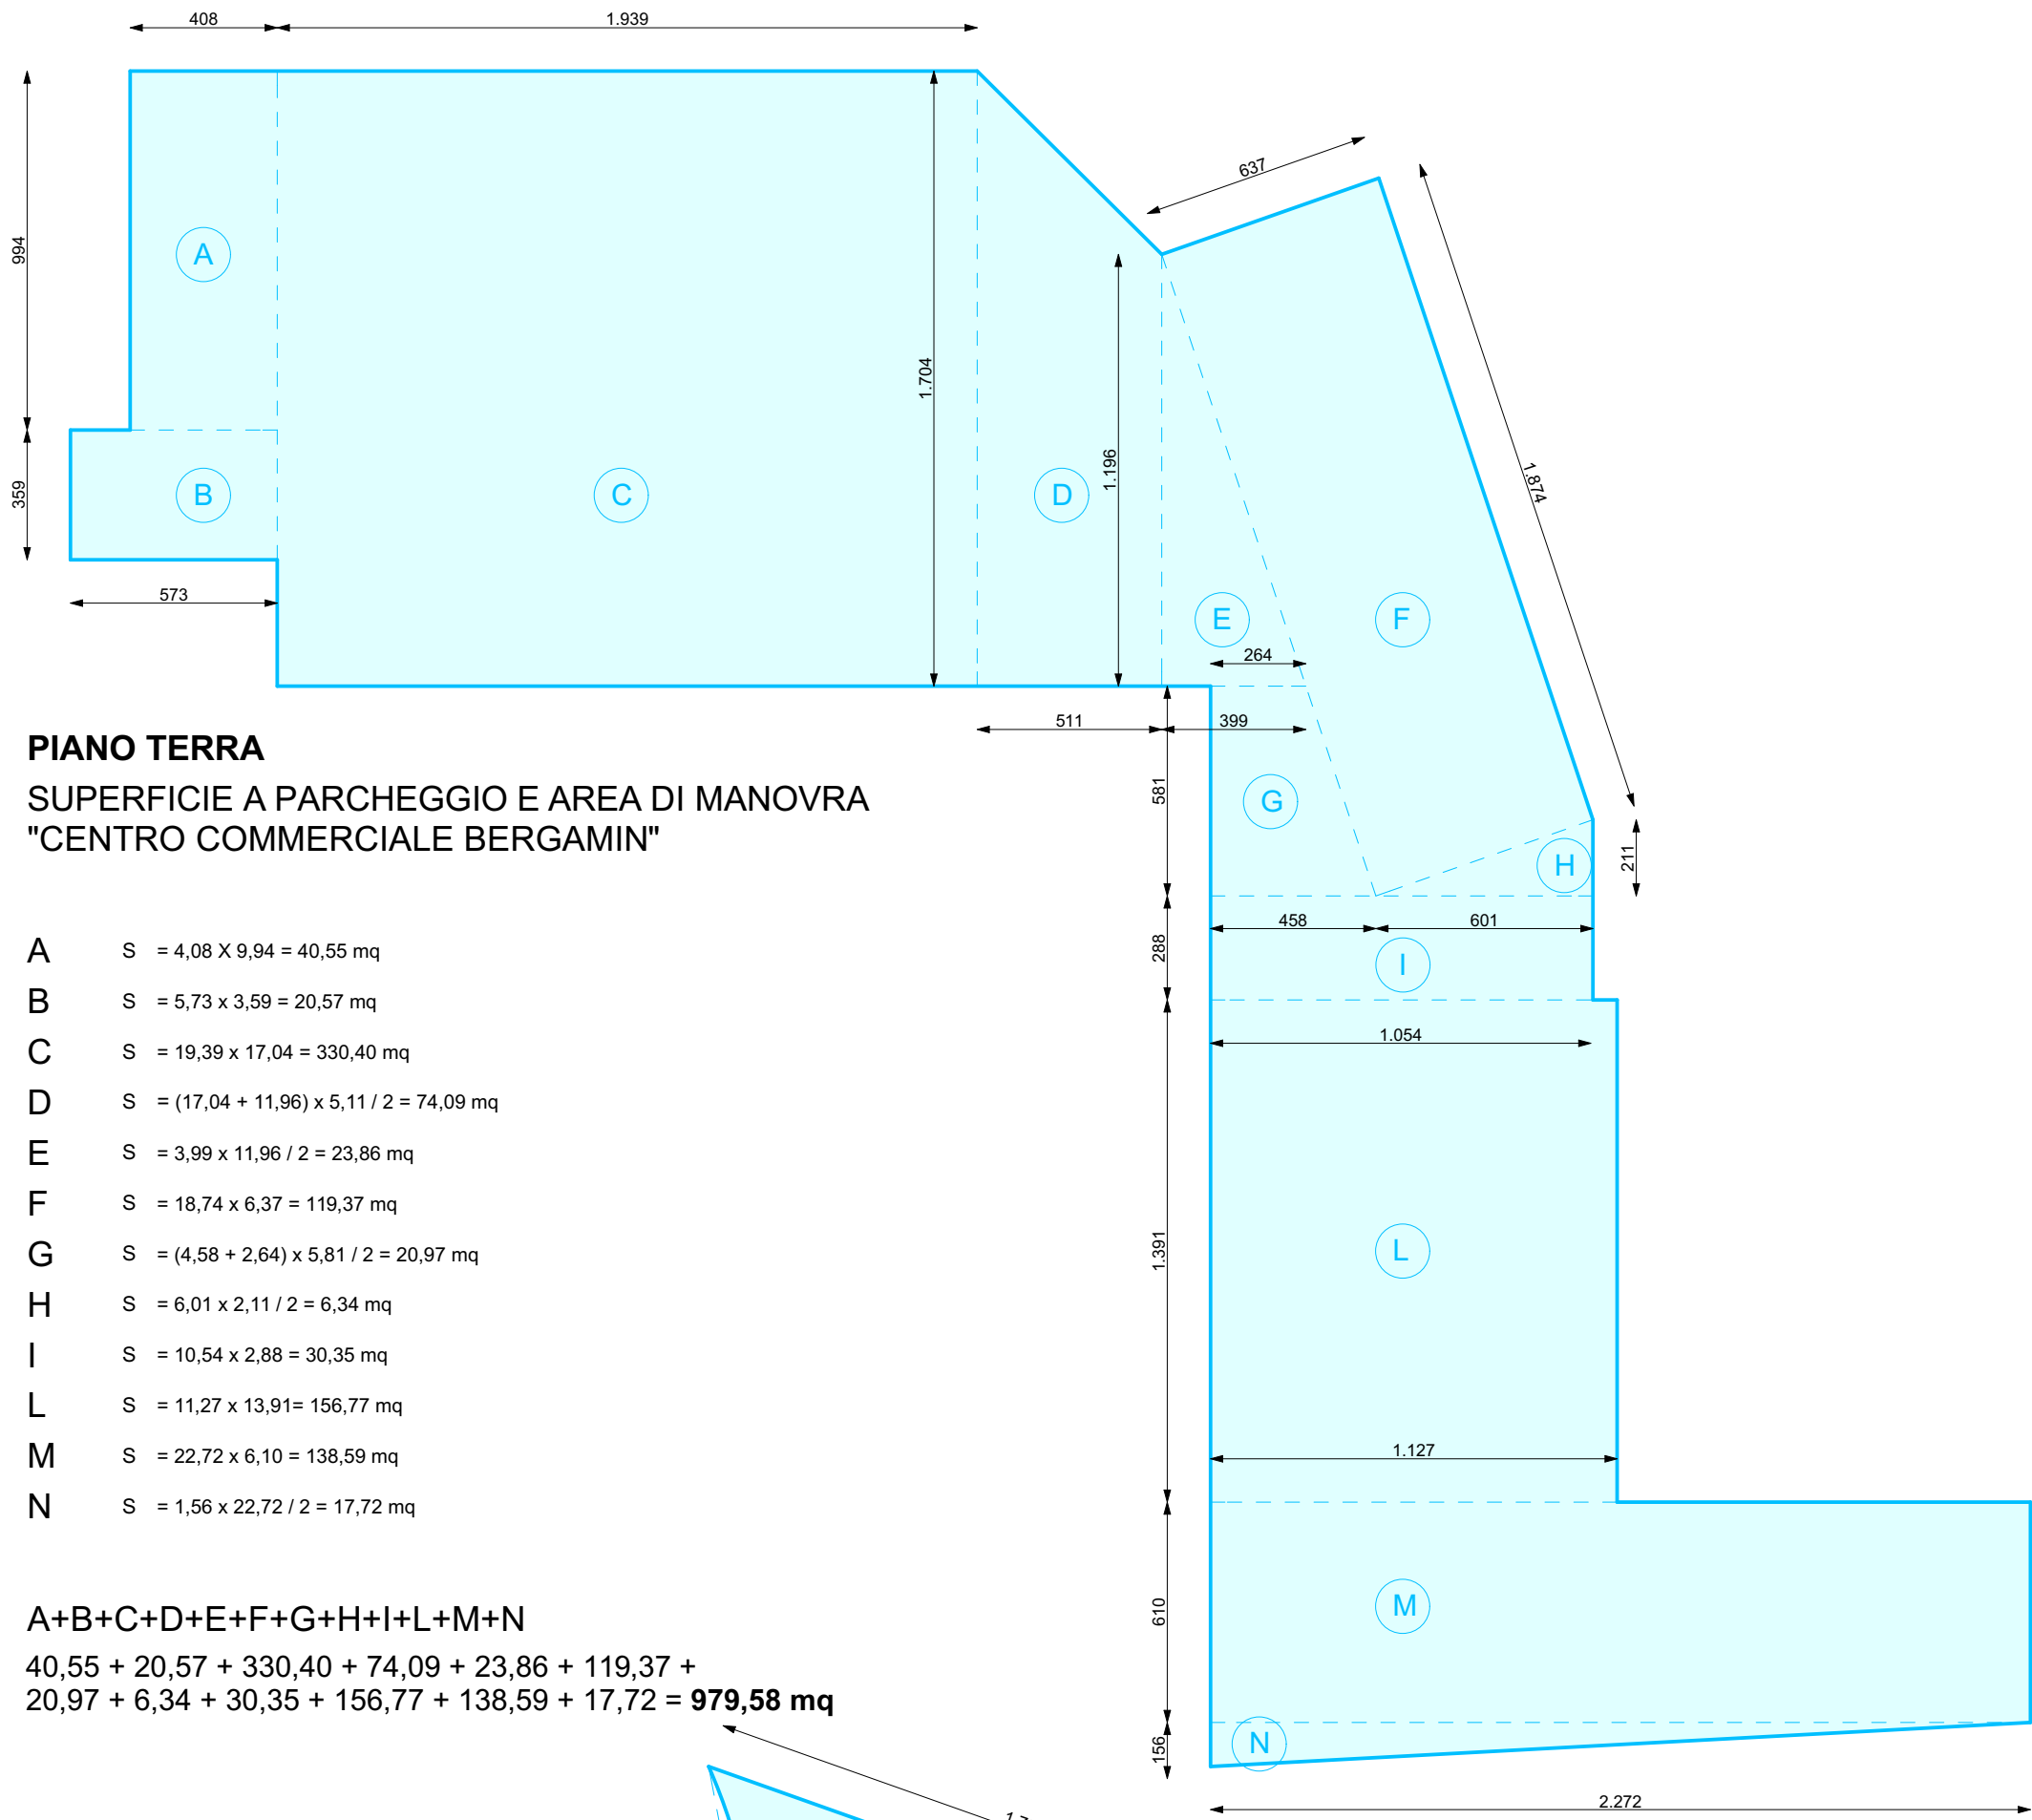 408
1.939
637
994
A
1.704
1.874
1.196
359
B
C
D
573
E
F
264
511
399
581
G
H
211
458
601
288
I
1.054
1.391
L
1.127
610
M
156
N
2.272
PIANO TERRA
SUPERFICIE A PARCHEGGIO E AREA DI MANOVRA
"CENTRO COMMERCIALE BERGAMIN"
A S = 4,08 X 9,94 = 40,55 mq
B S = 5,73 x 3,59 = 20,57 mq
C S = 19,39 x 17,04 = 330,40 mq
D S = (17,04 + 11,96) x 5,11 / 2 = 74,09 mq
E S = 3,99 x 11,96 / 2 = 23,86 mq
F S = 18,74 x 6,37 = 119,37 mq
G S = (4,58 + 2,64) x 5,81 / 2 = 20,97 mq
H S = 6,01 x 2,11 / 2 = 6,34 mq
I S = 10,54 x 2,88 = 30,35 mq
L S = 11,27 x 13,91= 156,77 mq
M S = 22,72 x 6,10 = 138,59 mq
N S = 1,56 x 22,72 / 2 = 17,72 mq
A+B+C+D+E+F+G+H+I+L+M+N
40,55 + 20,57 + 330,40 + 74,09 + 23,86 + 119,37 +
20,97 + 6,34 + 30,35 + 156,77 + 138,59 + 17,72 = 979,58 mq